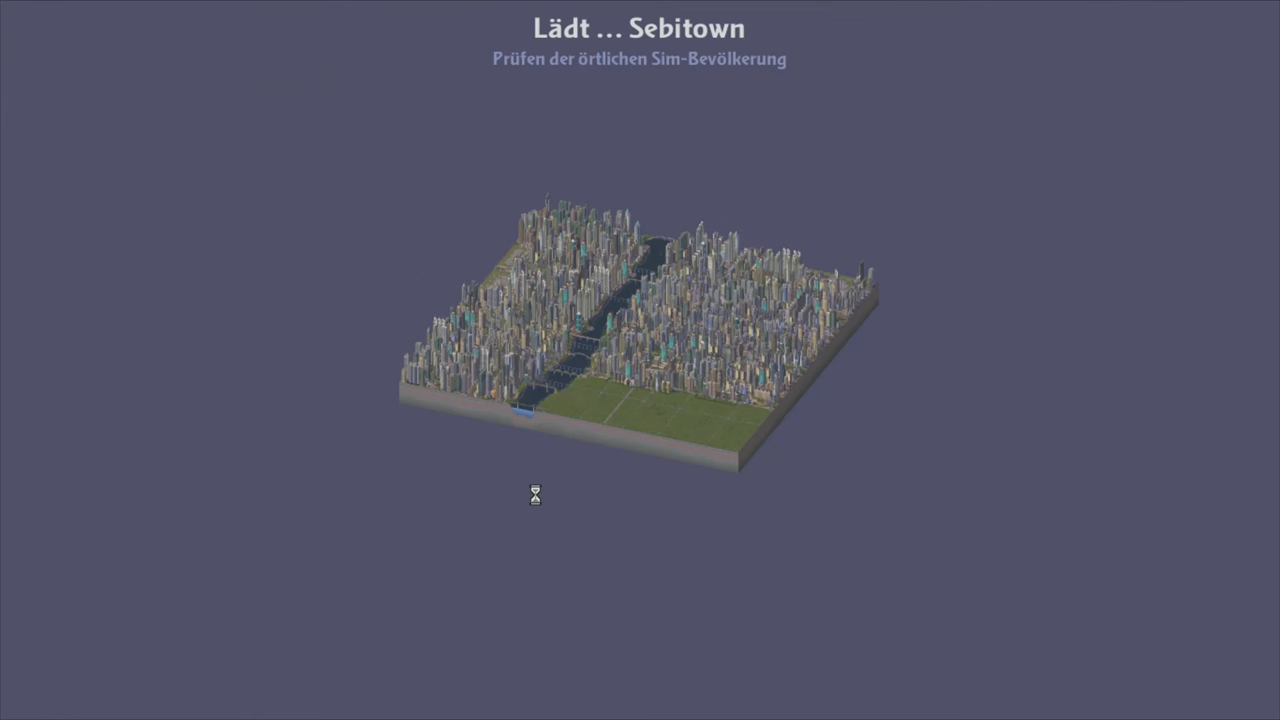 Lädt ... Sebitown
Prüfen der örtlichen Sim-Bevölkerung